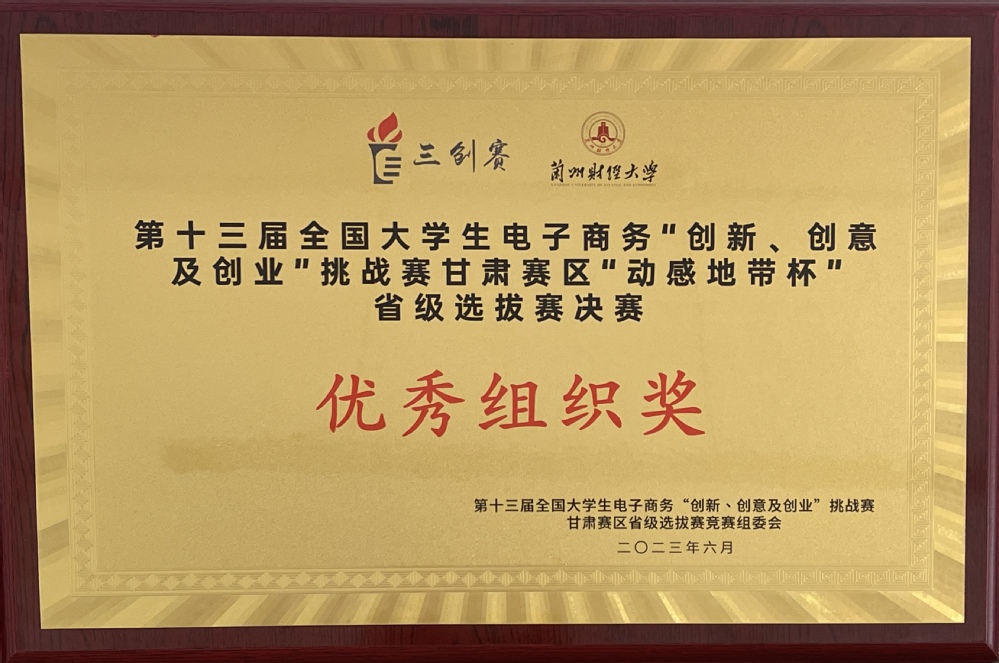 三创赛
兰州财经大学
第十三届全国大学生电子商务“创新、创意
及创业”挑战赛甘肃赛区“动感地带杯”
省级选拔赛决赛
优秀组织奖
第十三届全国大学生电子商务“创新、创意及创业”挑战赛
甘肃赛区省级选拔赛竞赛组委会
二〇二三年六月